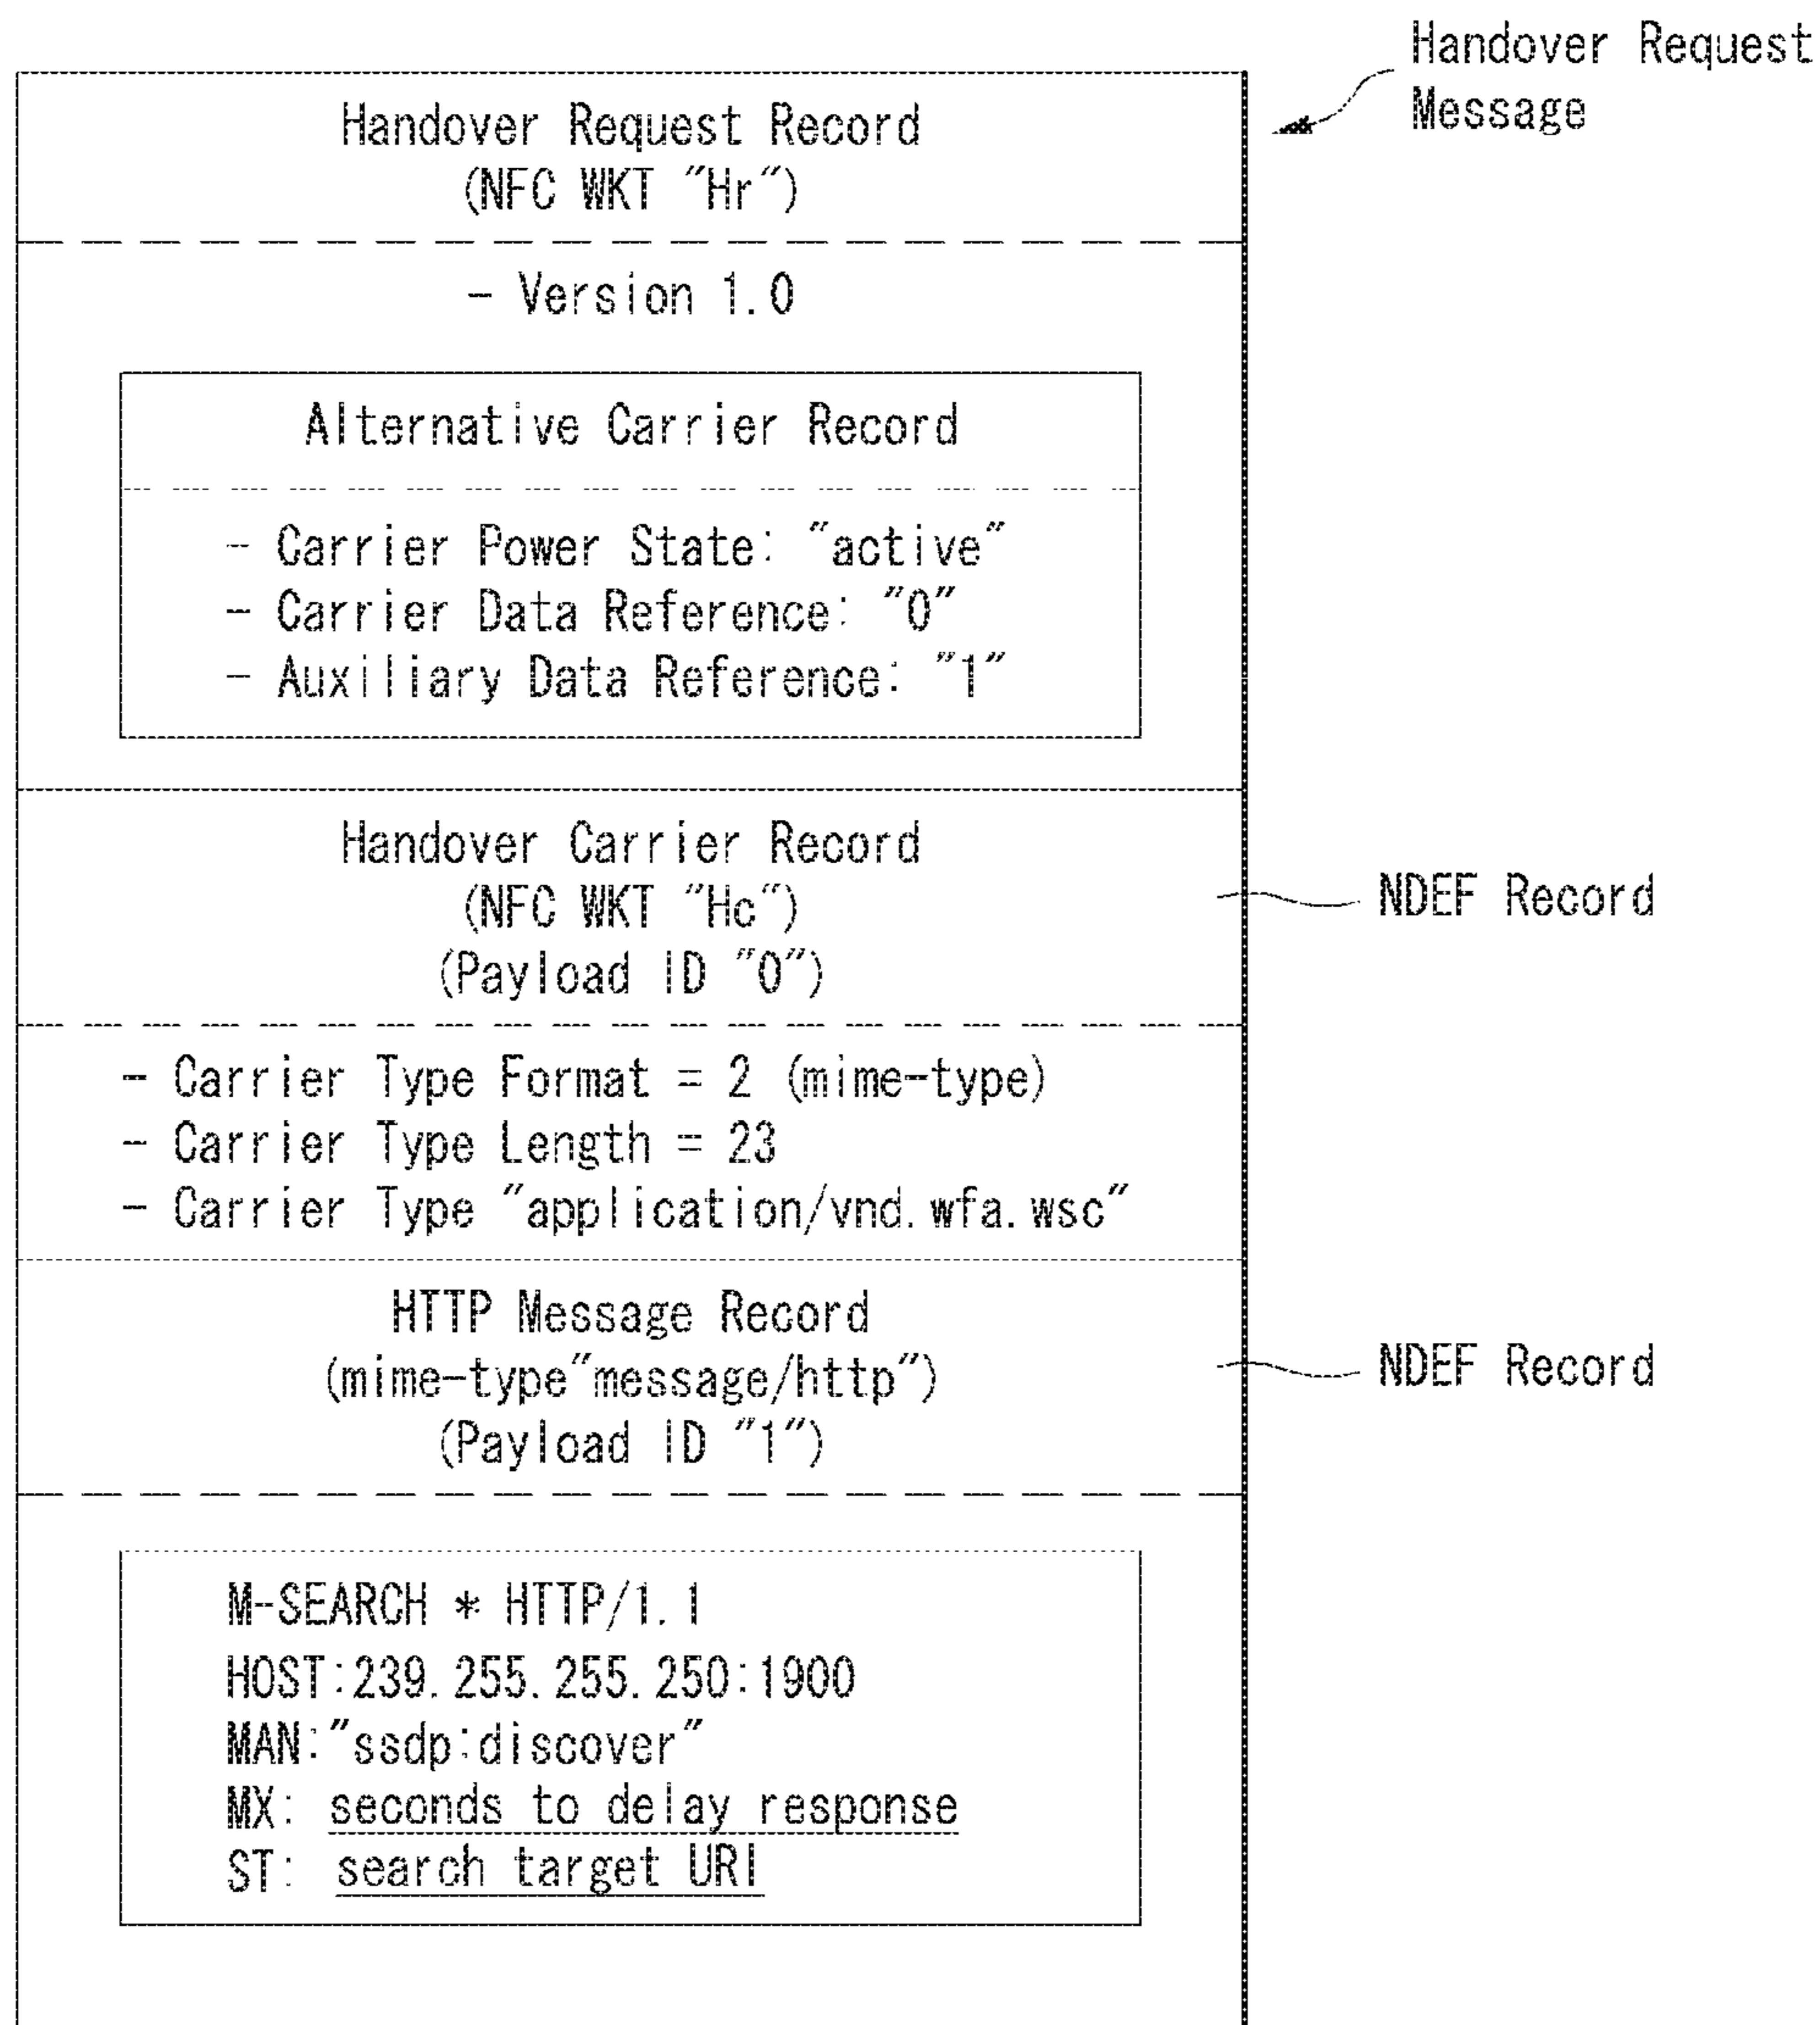 Handover Request
Message
Handover Request Record
(NFC WKT "Hr")
- Version 1.0
Alternative Carrier Record
- Carrier Power State: "active"
- Carrier Data Reference: "0"
- Auxiliary Data Reference: "1"
Handover Carrier Record
(NFC WKT "Hc")
(Payload ID "0")
NDEF Record
- Carrier Type Format = 2 (mime-type)
- Carrier Type Length = 23
- Carrier Type "application/vnd.wfa.wsc"
HTTP Message Record
(mime-type"message/http")
(Payload ID "1")
NDEF Record
M-SEARCH * HTTP/1.1
HOST:239.255.255.250:1900
MAN:"ssdp:discover"
MX: seconds to delay response
ST: search target URI